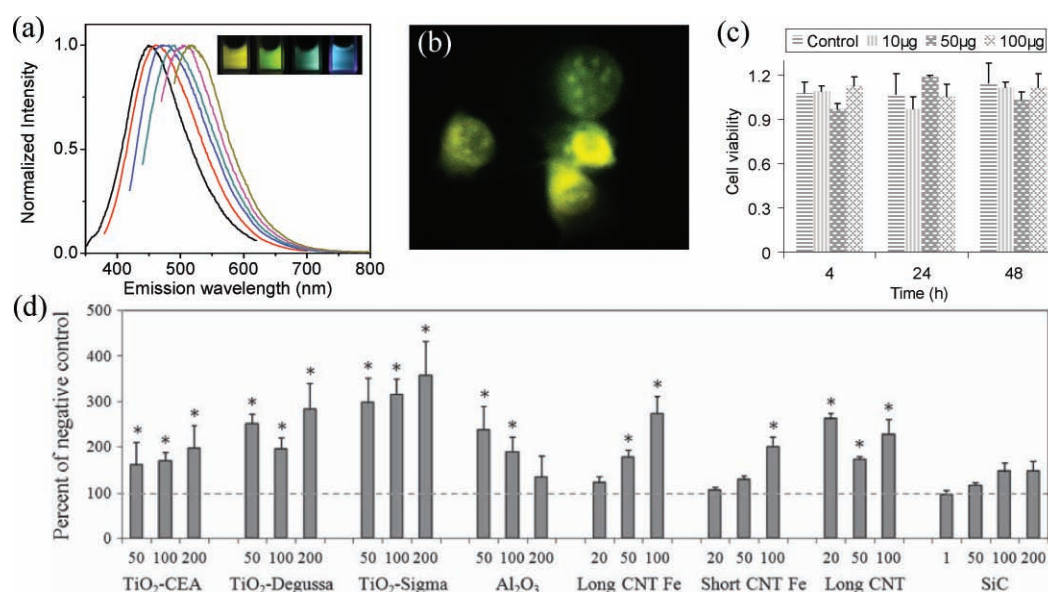 (a)
1.0
0.5
0.0
Normalized Intensity
400 500 600 700 800
Emission wavelength (nm)
(b)
(c)
Control 10μg 50μg 100μg
1.2
0.9
0.6
0.3
0
Cell viability
4 24 48
Time (h)
(d)
500
400
300
200
100
0
Percent of negative control
* * * * * * * * * * * * * * * * * *
50 100 200 50 100 200 50 100 200 50 100 200 20 50 100 20 50 100 20 50 100 1 50 100 200
TiO₂-CEA TiO₂-Degussa TiO₂-Sigma Al₂O₃ Long CNT Fe Short CNT Fe Long CNT SiC